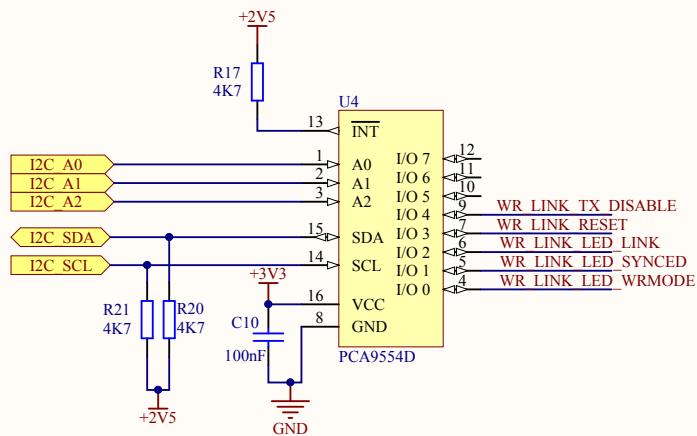 +2V5
R17
4K7
U4
13
INT
12
I/O 7
I2C_A0
1
A0
11
I/O 6
I2C_A1
2
A1
10
I/O 5
I2C_A2
3
A2
9
I/O 4
WR_LINK_TX_DISABLE
7
I/O 3
WR_LINK_RESET
I2C_SDA
15
SDA
6
I/O 2
WR_LINK_LED_LINK
I2C_SCL
14
SCL
5
I/O 1
WR_LINK_LED_SYNCED
4
I/O 0
WR_LINK_LED_WRMODE
+3V3
16
VCC
R21
4K7
R20
4K7
C10
100nF
8
GND
PCA9554D
+2V5
GND